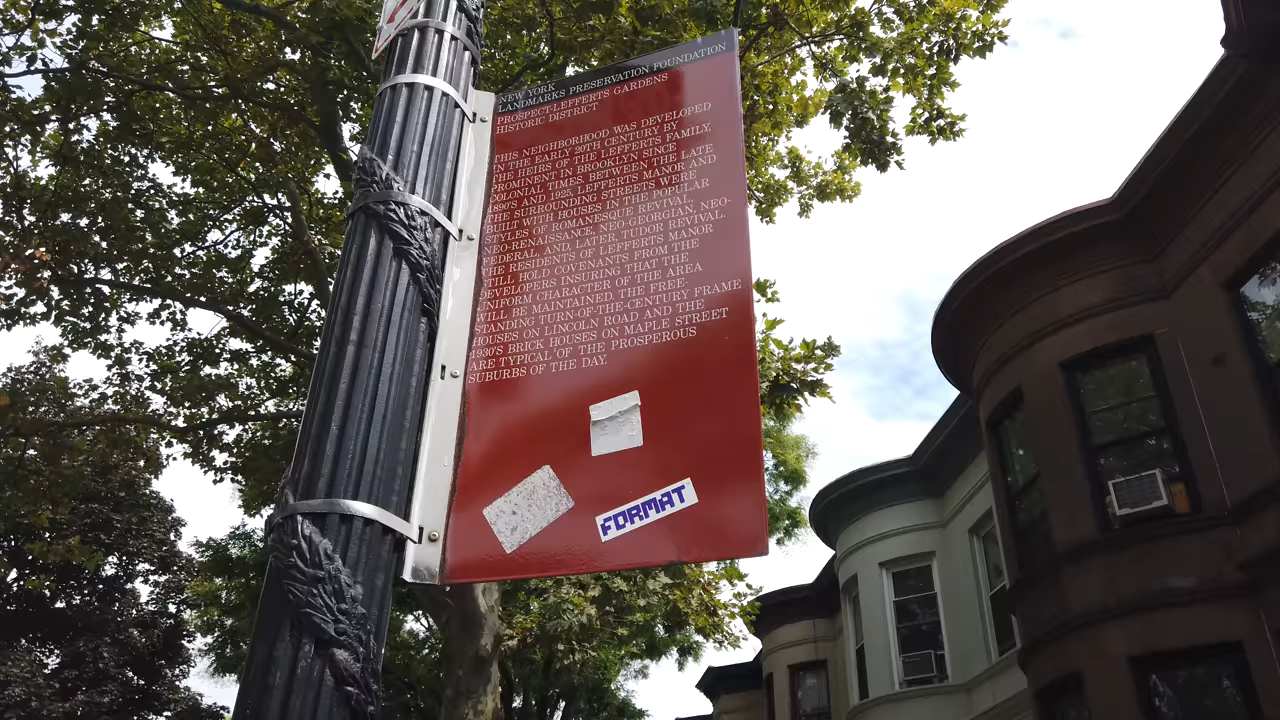 NEW YORK
LANDMARKS PRESERVATION FOUNDATION
PROSPECT-LEFFERTS GARDENS
HISTORIC DISTRICT
THIS NEIGHBORHOOD WAS DEVELOPED
IN THE EARLY 20TH CENTURY BY
THE HEIRS OF THE LEFFERTS FAMILY,
PROMINENT IN BROOKLYN SINCE
COLONIAL TIMES. BETWEEN THE LATE
1890'S AND 1925, LEFFERTS MANOR AND
THE SURROUNDING STREETS WERE
BUILT WITH HOUSES IN THE POPULAR
STYLES OF ROMANESQUE REVIVAL,
NEO-RENAISSANCE, NEO-GEORGIAN, NEO-
FEDERAL, AND, LATER, TUDOR REVIVAL.
THE RESIDENTS OF LEFFERTS MANOR
STILL HOLD COVENANTS FROM THE
DEVELOPERS INSURING THAT THE
UNIFORM CHARACTER OF THE AREA
WILL BE MAINTAINED. THE FREE-
STANDING TURN-OF-THE-CENTURY FRAME
HOUSES ON LINCOLN ROAD AND THE
1930'S BRICK HOUSES ON MAPLE STREET
ARE TYPICAL OF THE PROSPEROUS
SUBURBS OF THE DAY.
FORMAT